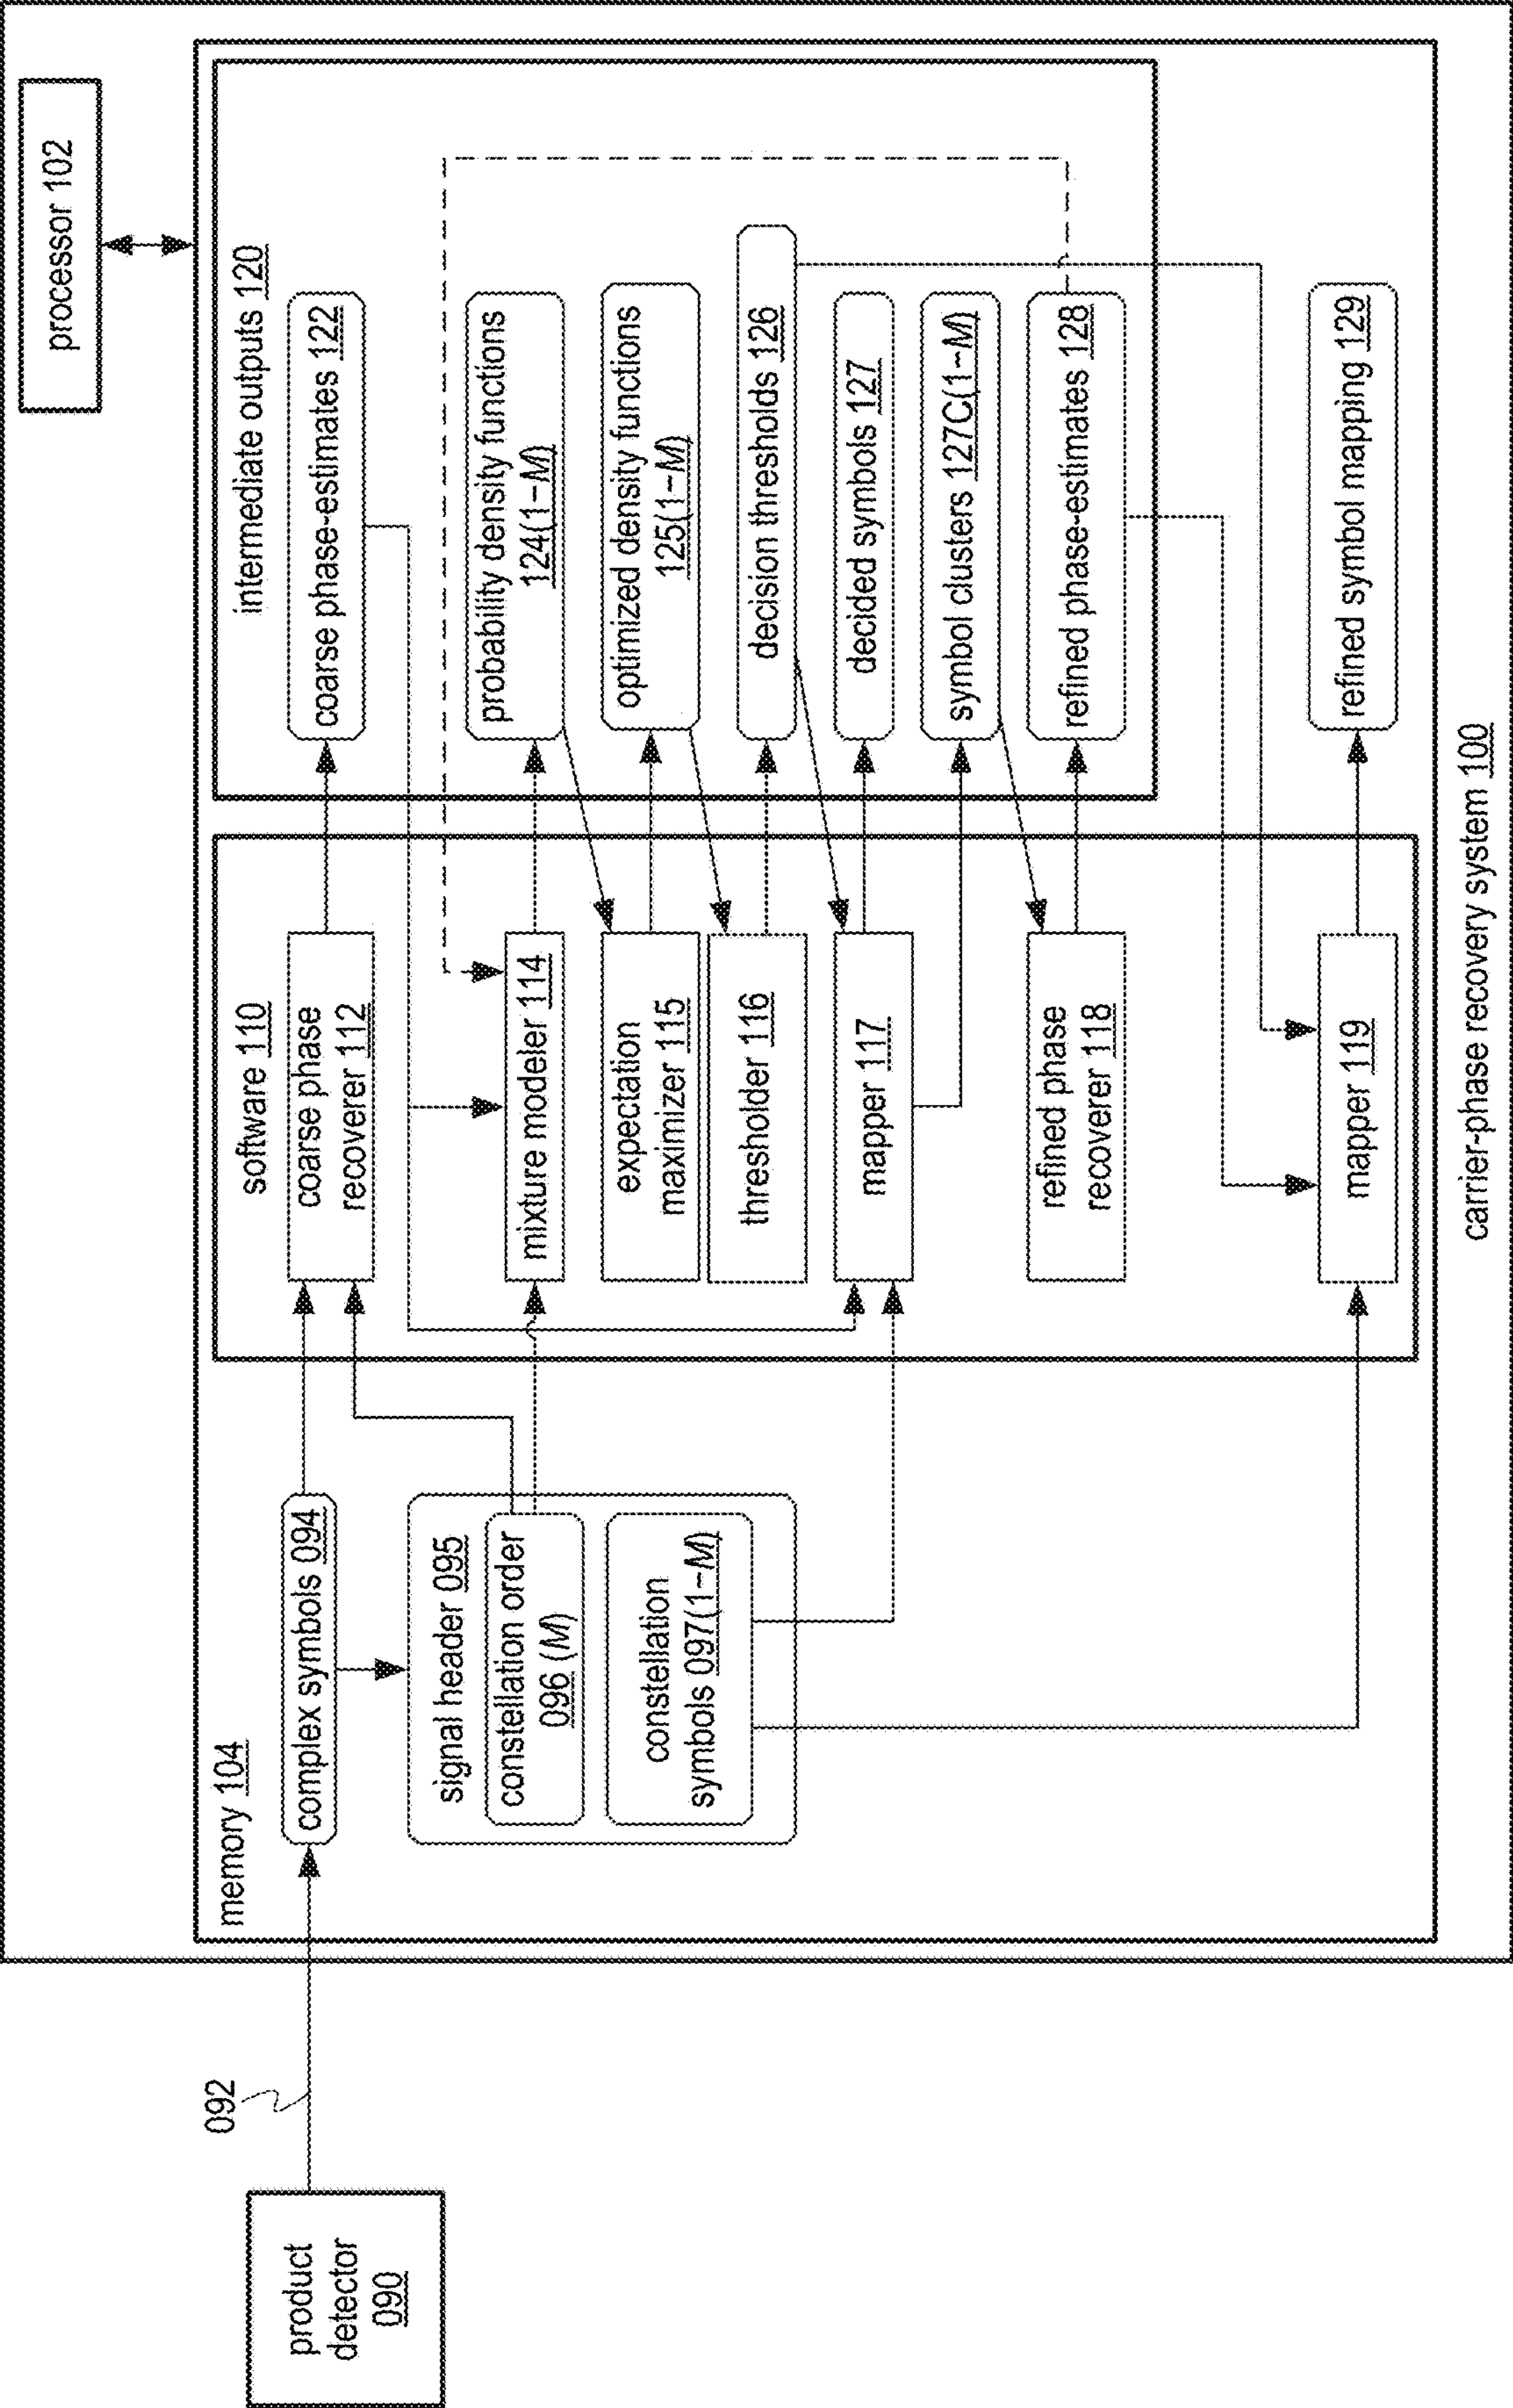 processor 102
memory 104
software 110
intermediate outputs 120
product
detector
090
092
complex symbols 094
signal header 095
constellation order
096 (M)
constellation
symbols 097(1–M)
coarse phase
recoverer 112
mixture modeler 114
expectation
maximizer 115
thresholder 116
mapper 117
refined phase
recoverer 118
mapper 119
coarse phase-estimates 122
probability density functions
124(1–M)
optimized density functions
125(1–M)
decision thresholds 126
decided symbols 127
symbol clusters 127C(1–M)
refined phase-estimates 128
refined symbol mapping 129
carrier-phase recovery system 100